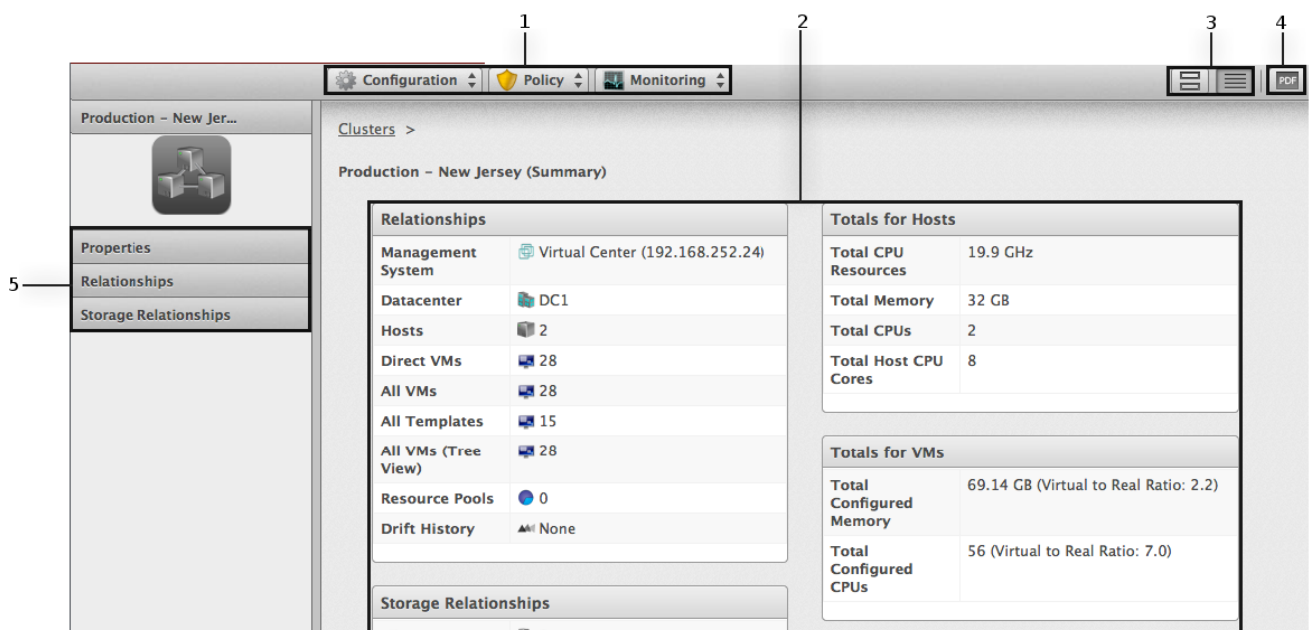 1
2
3
4
Configuration
Policy
Monitoring
PDF
Production - New Jer...
Clusters >
Production - New Jersey (Summary)
5
Properties
Relationships
Storage Relationships
Relationships
Management System
Virtual Center (192.168.252.24)
Datacenter
DC1
Hosts
2
Direct VMs
28
All VMs
28
All Templates
15
All VMs (Tree View)
28
Resource Pools
0
Drift History
None
Storage Relationships
Totals for Hosts
Total CPU Resources
19.9 GHz
Total Memory
32 GB
Total CPUs
2
Total Host CPU Cores
8
Totals for VMs
Total Configured Memory
69.14 GB (Virtual to Real Ratio: 2.2)
Total Configured CPUs
56 (Virtual to Real Ratio: 7.0)